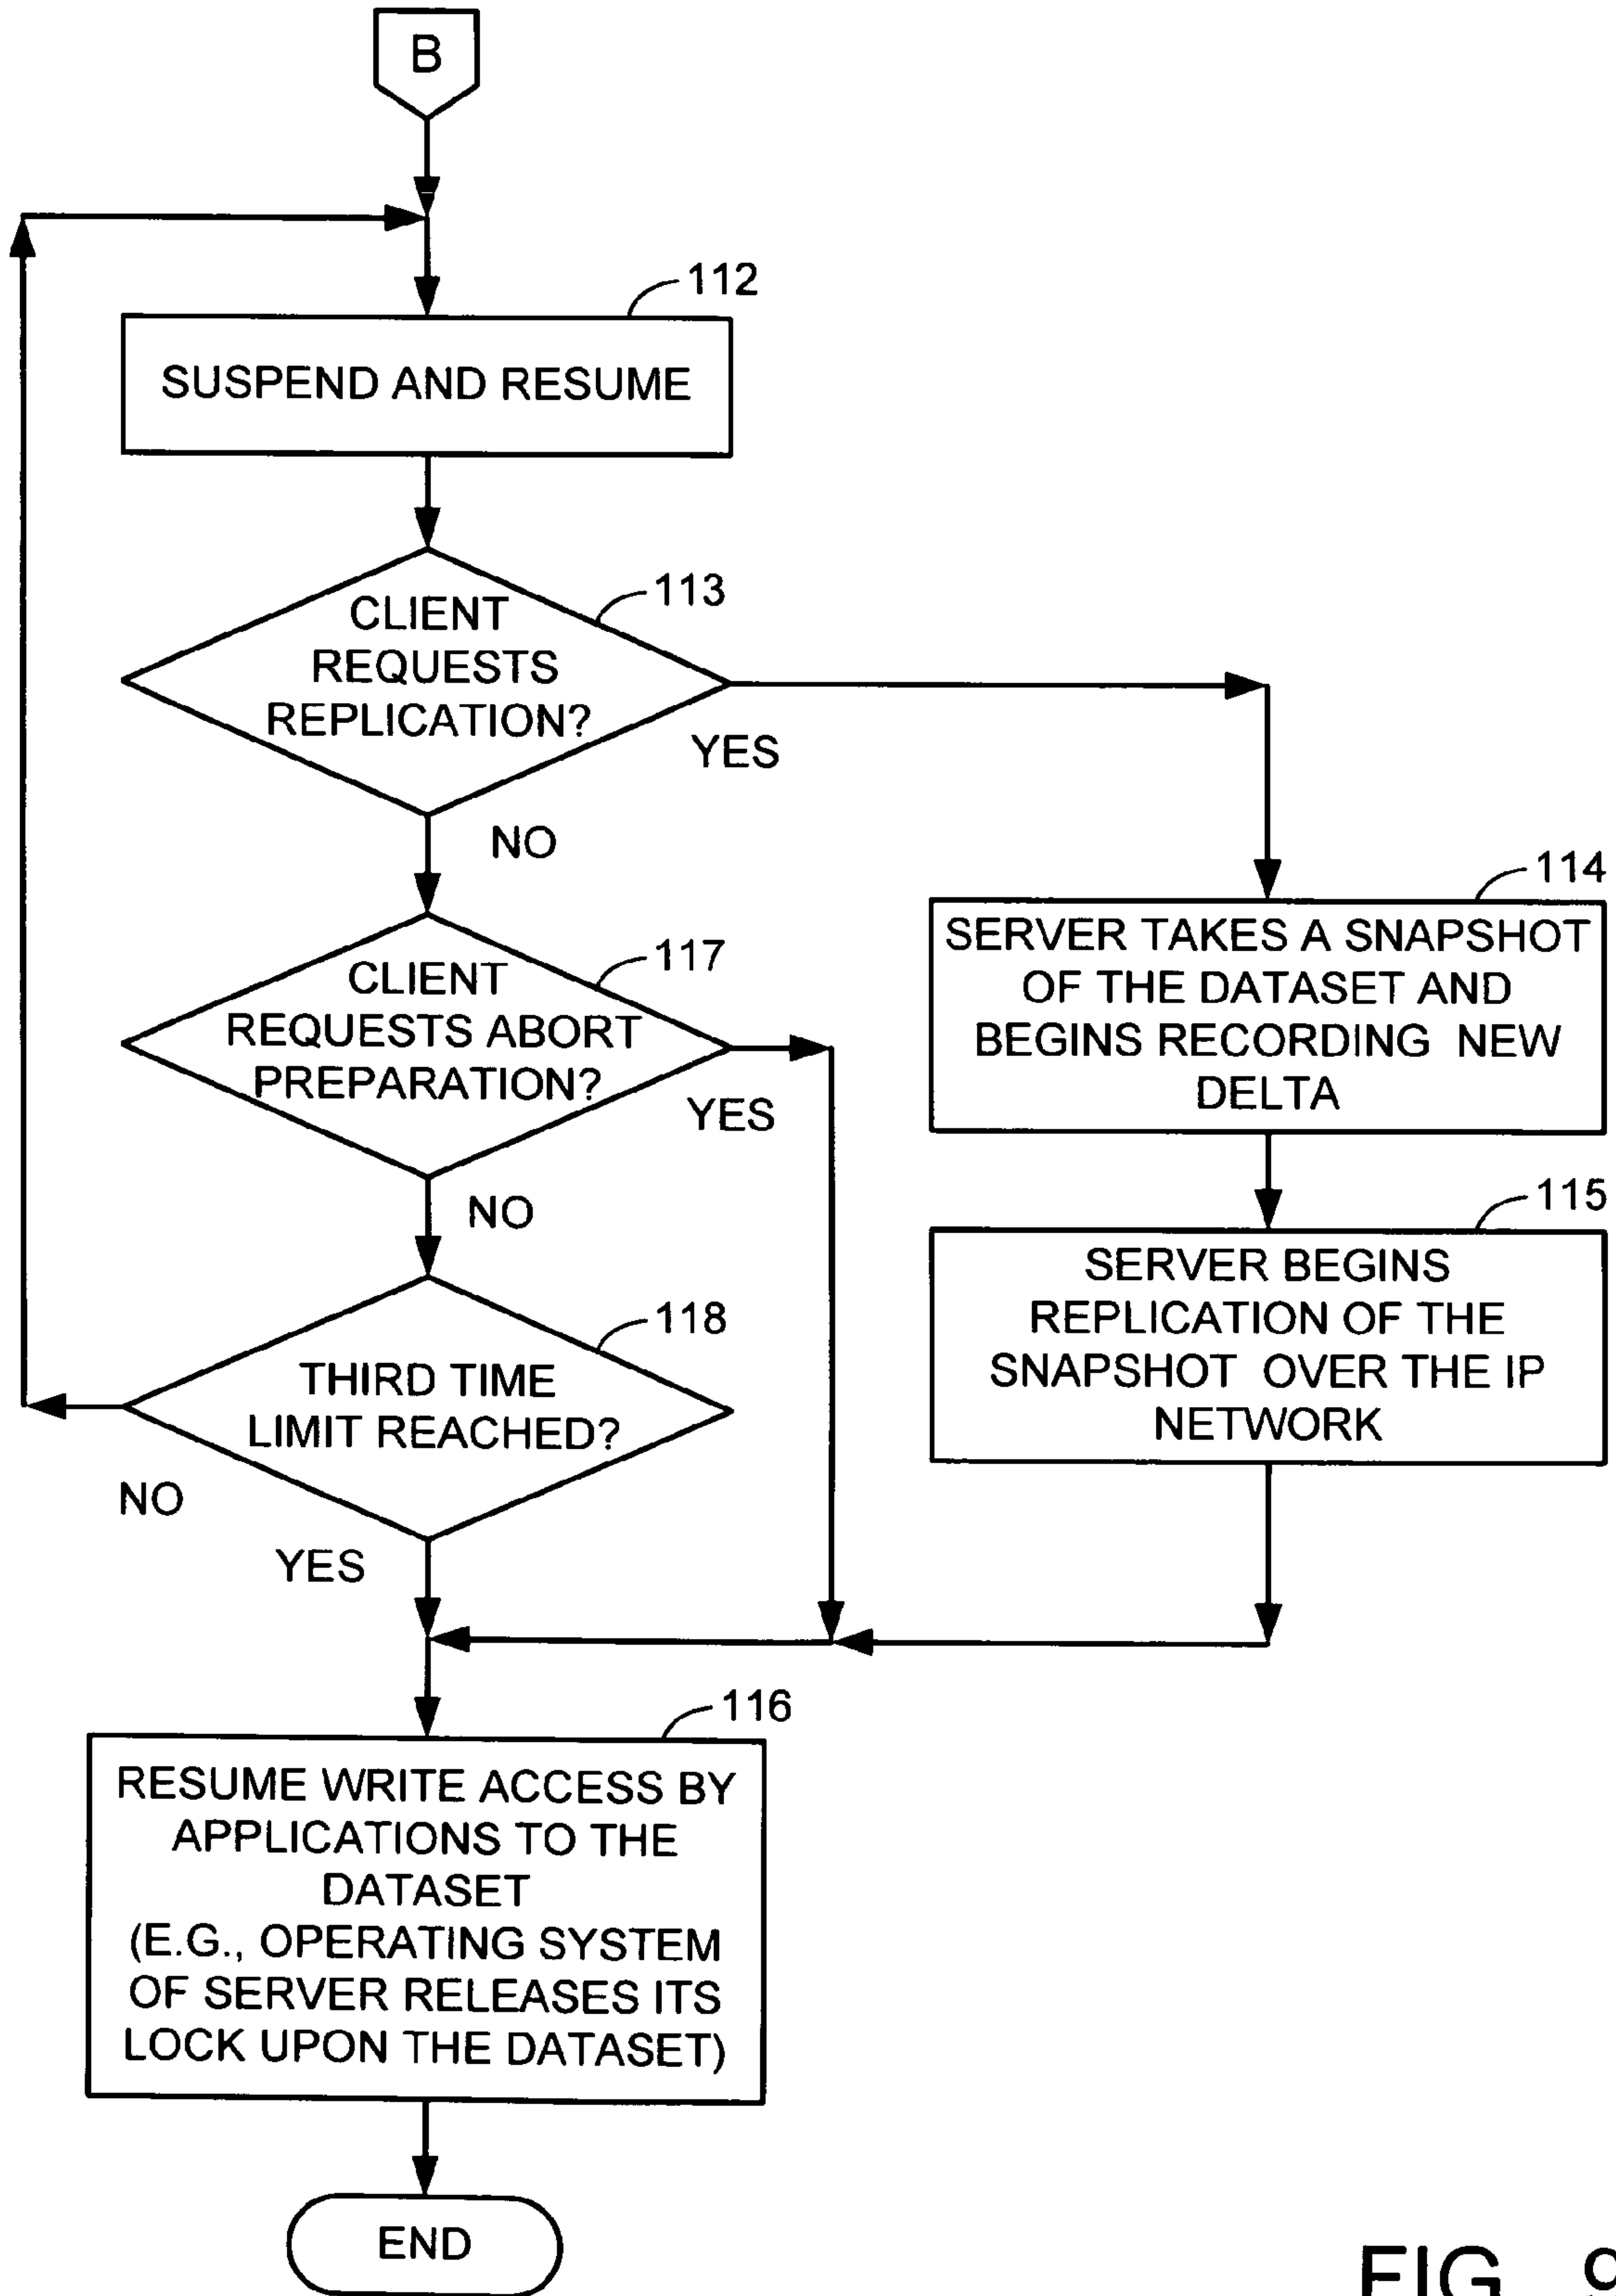 B
112
SUSPEND AND RESUME
113
CLIENT
REQUESTS
REPLICATION?
YES
NO
114
SERVER TAKES A SNAPSHOT
OF THE DATASET AND
BEGINS RECORDING NEW
DELTA
117
CLIENT
REQUESTS ABORT
PREPARATION?
YES
NO
115
SERVER BEGINS
REPLICATION OF THE
SNAPSHOT OVER THE IP
NETWORK
118
THIRD TIME
LIMIT REACHED?
NO
YES
116
RESUME WRITE ACCESS BY
APPLICATIONS TO THE
DATASET
(E.G., OPERATING SYSTEM
OF SERVER RELEASES ITS
LOCK UPON THE DATASET)
END
FIG. 9